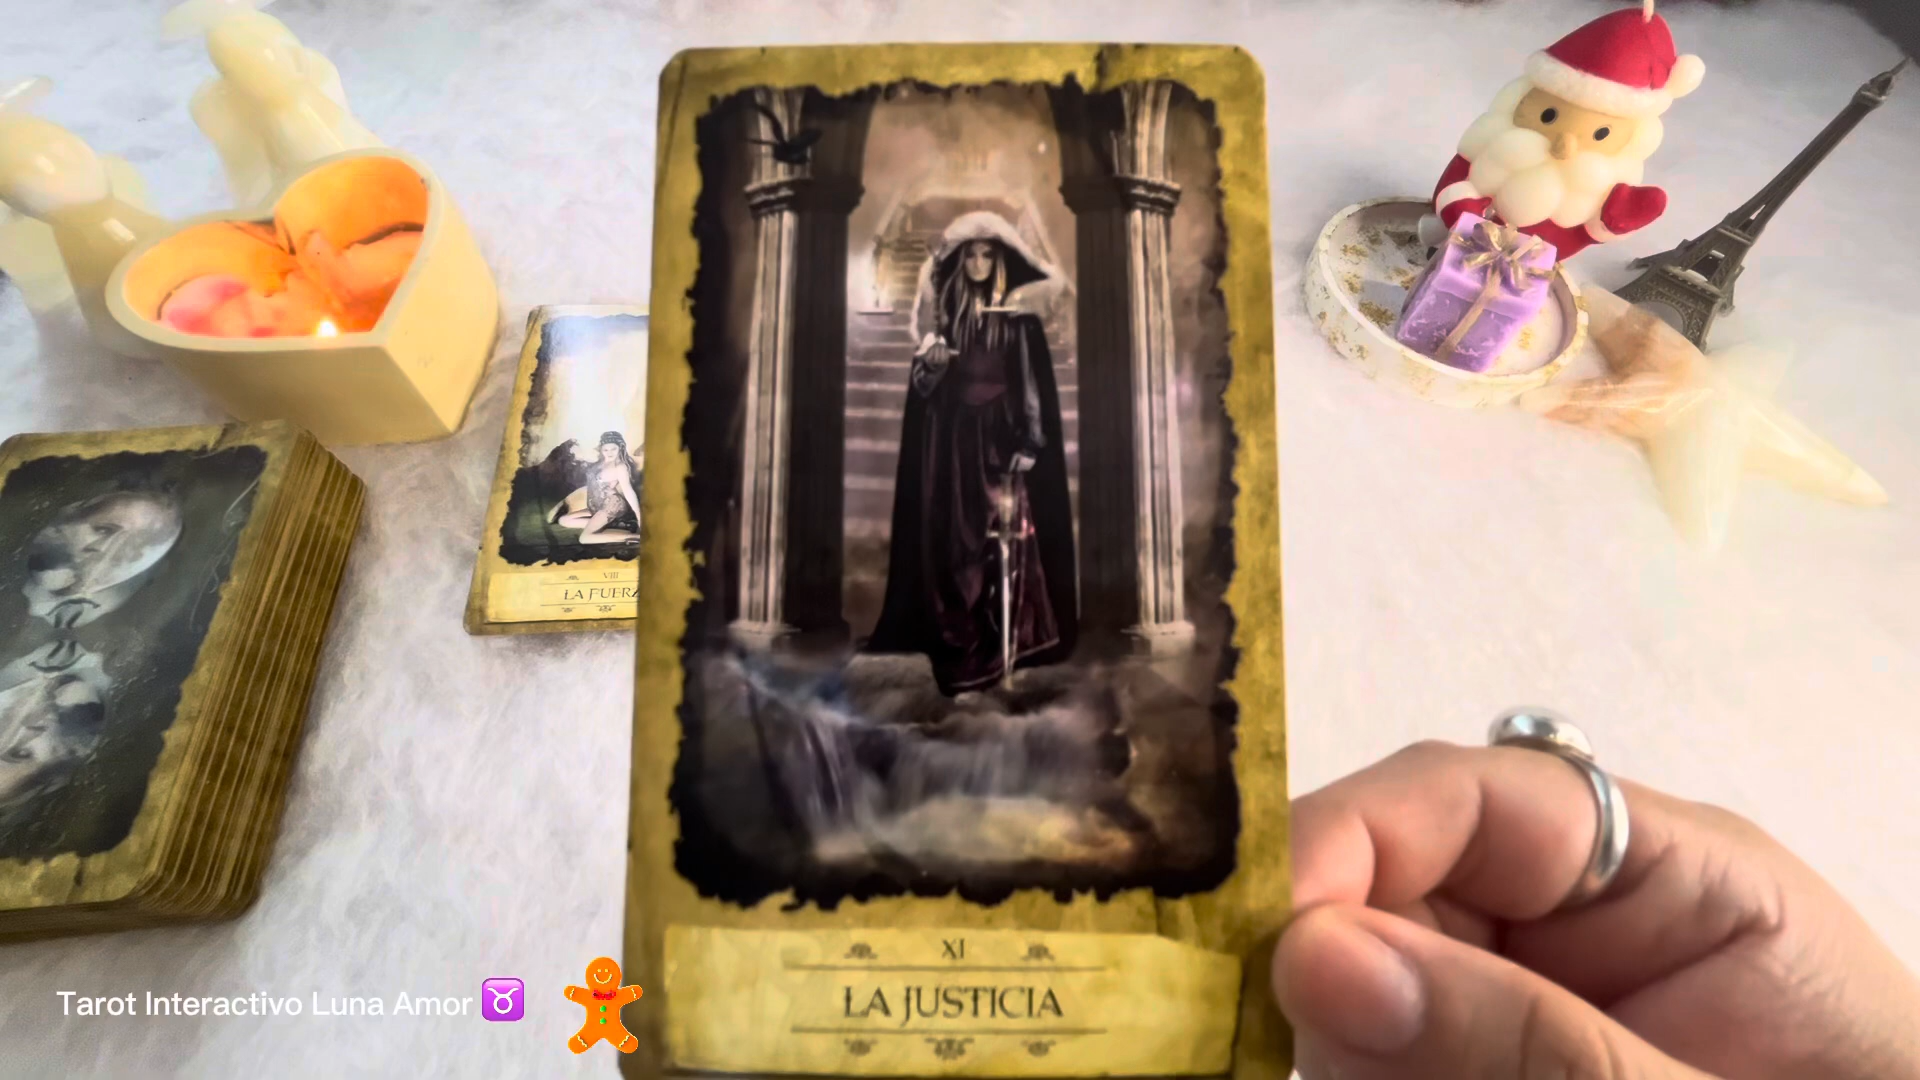 VIII
LA FUERZ
XI
LA JUSTICIA
Tarot Interactivo Luna Amor ♉